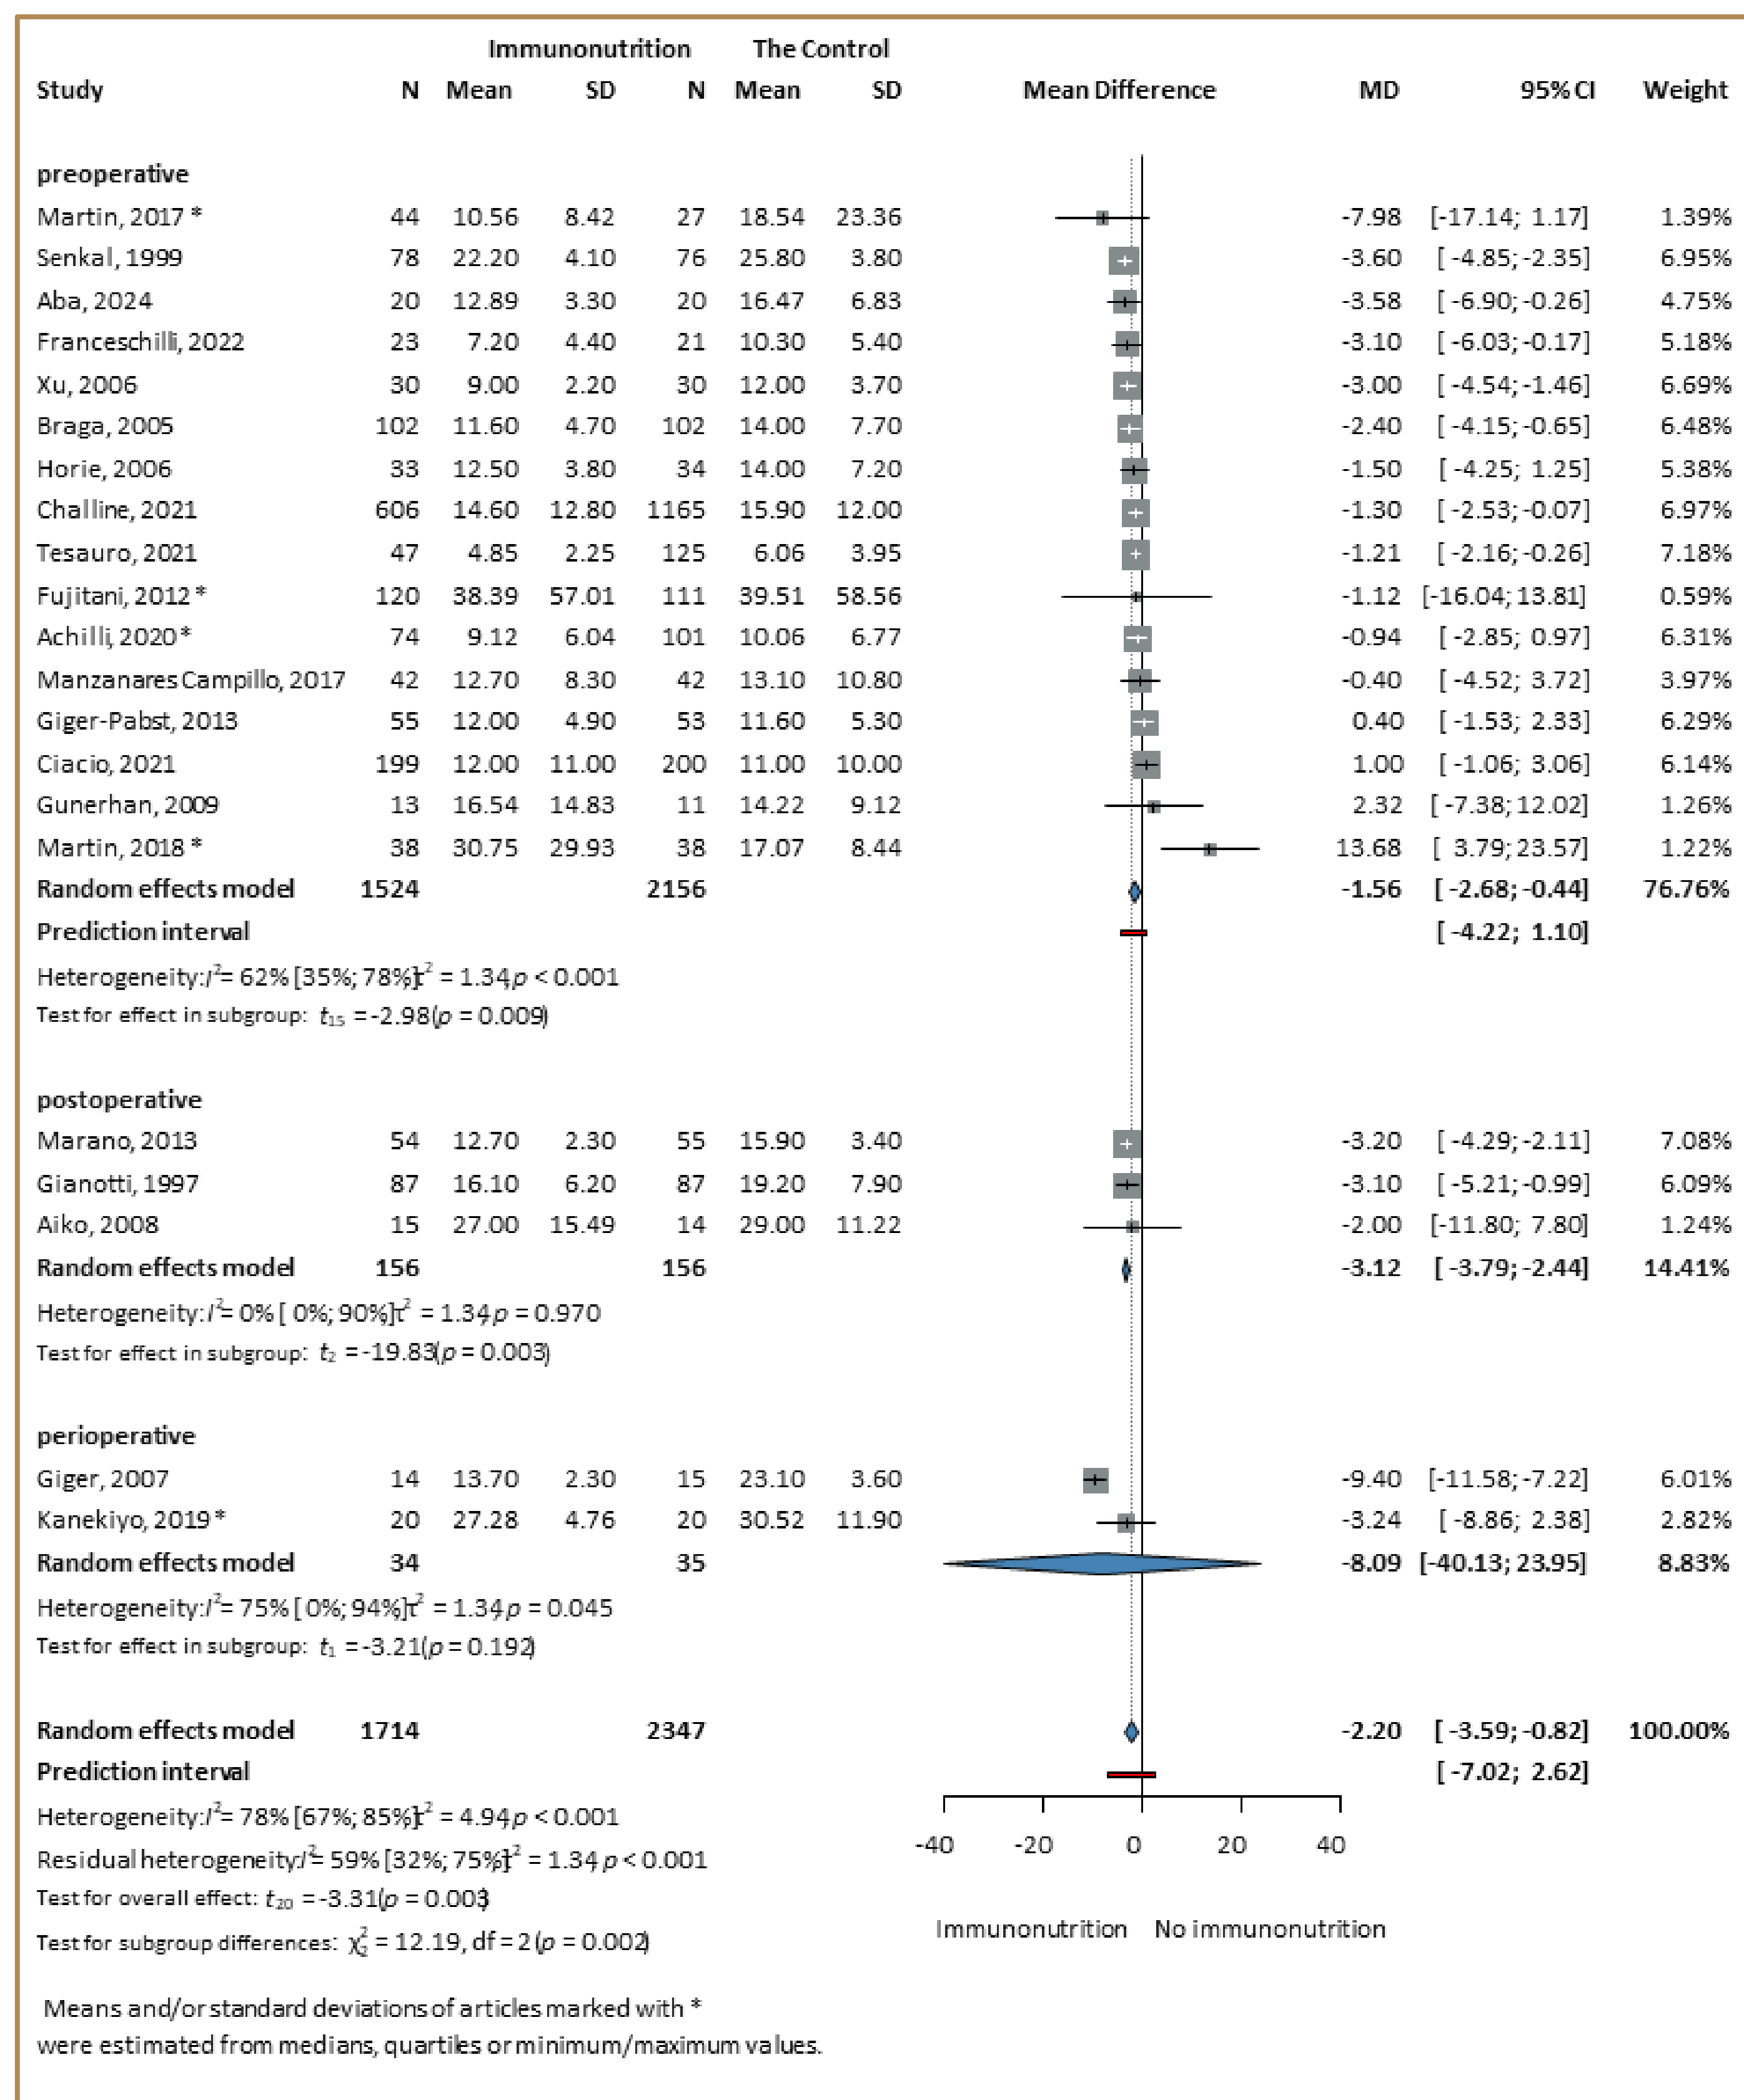 Immunonutrition The Control
Study N Mean SD N Mean SD Mean Difference MD 95% CI Weight
preoperative
Martin, 2017 * 44 10.56 8.42 27 18.54 23.36 -7.98 [-17.14; 1.17] 1.39%
Senkal, 1999 78 22.20 4.10 76 25.80 3.80 -3.60 [ -4.85; -2.35] 6.95%
Aba, 2024 20 12.89 3.30 20 16.47 6.83 -3.58 [ -6.90; -0.26] 4.75%
Franceschilli, 2022 23 7.20 4.40 21 10.30 5.40 -3.10 [ -6.03; -0.17] 5.18%
Xu, 2006 30 9.00 2.20 30 12.00 3.70 -3.00 [ -4.54; -1.46] 6.69%
Braga, 2005 102 11.60 4.70 102 14.00 7.70 -2.40 [ -4.15; -0.65] 6.48%
Horie, 2006 33 12.50 3.80 34 14.00 7.20 -1.50 [ -4.25; 1.25] 5.38%
Challine, 2021 606 14.60 12.80 1165 15.90 12.00 -1.30 [ -2.53; -0.07] 6.97%
Tesauro, 2021 47 4.85 2.25 125 6.06 3.95 -1.21 [ -2.16; -0.26] 7.18%
Fujitani, 2012 * 120 38.39 57.01 111 39.51 58.56 -1.12 [-16.04; 13.81] 0.59%
Achilli, 2020 * 74 9.12 6.04 101 10.06 6.77 -0.94 [ -2.85; 0.97] 6.31%
Manzanares Campillo, 2017 42 12.70 8.30 42 13.10 10.80 -0.40 [ -4.52; 3.72] 3.97%
Giger-Pabst, 2013 55 12.00 4.90 53 11.60 5.30 0.40 [ -1.53; 2.33] 6.29%
Ciacio, 2021 199 12.00 11.00 200 11.00 10.00 1.00 [ -1.06; 3.06] 6.14%
Gunerhan, 2009 13 16.54 14.83 11 14.22 9.12 2.32 [ -7.38; 12.02] 1.26%
Martin, 2018 * 38 30.75 29.93 38 17.07 8.44 13.68 [ 3.79; 23.57] 1.22%
Random effects model 1524 2156 -1.56 [ -2.68; -0.44] 76.76%
Prediction interval [ -4.22; 1.10]
Heterogeneity: I² = 62% [35%; 78%] τ² = 1.34, p < 0.001
Test for effect in subgroup: t₁₅ = -2.98 (p = 0.009)
postoperative
Marano, 2013 54 12.70 2.30 55 15.90 3.40 -3.20 [ -4.29; -2.11] 7.08%
Gianotti, 1997 87 16.10 6.20 87 19.20 7.90 -3.10 [ -5.21; -0.99] 6.09%
Aiko, 2008 15 27.00 15.49 14 29.00 11.22 -2.00 [-11.80; 7.80] 1.24%
Random effects model 156 156 -3.12 [ -3.79; -2.44] 14.41%
Heterogeneity: I² = 0% [ 0%; 90%] τ² = 1.34, p = 0.970
Test for effect in subgroup: t₂ = -19.83 (p = 0.003)
perioperative
Giger, 2007 14 13.70 2.30 15 23.10 3.60 -9.40 [-11.58; -7.22] 6.01%
Kanekiyo, 2019 * 20 27.28 4.76 20 30.52 11.90 -3.24 [ -8.86; 2.38] 2.82%
Random effects model 34 35 -8.09 [-40.13; 23.95] 8.83%
Heterogeneity: I² = 75% [ 0%; 94%] τ² = 1.34, p = 0.045
Test for effect in subgroup: t₁ = -3.21 (p = 0.192)
Random effects model 1714 2347 -2.20 [ -3.59; -0.82] 100.00%
Prediction interval [ -7.02; 2.62]
Heterogeneity: I² = 78% [67%; 85%] τ² = 4.94, p < 0.001
Residual heterogeneity: I² = 59% [32%; 75%] τ² = 1.34, p < 0.001
-40 -20 0 20 40
Test for overall effect: t₂₀ = -3.31 (p = 0.003)
Test for subgroup differences: χ²₂ = 12.19, df = 2 (p = 0.002)
Immunonutrition No immunonutrition
Means and/or standard deviations of articles marked with *
were estimated from medians, quartiles or minimum/maximum values.